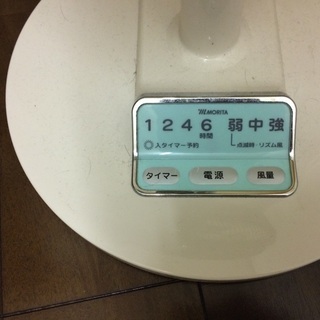 MORITA
1 2 4 6 弱 中 強
時間
入タイマー予約 点滅時・リズム風
タイマー 電源 風量